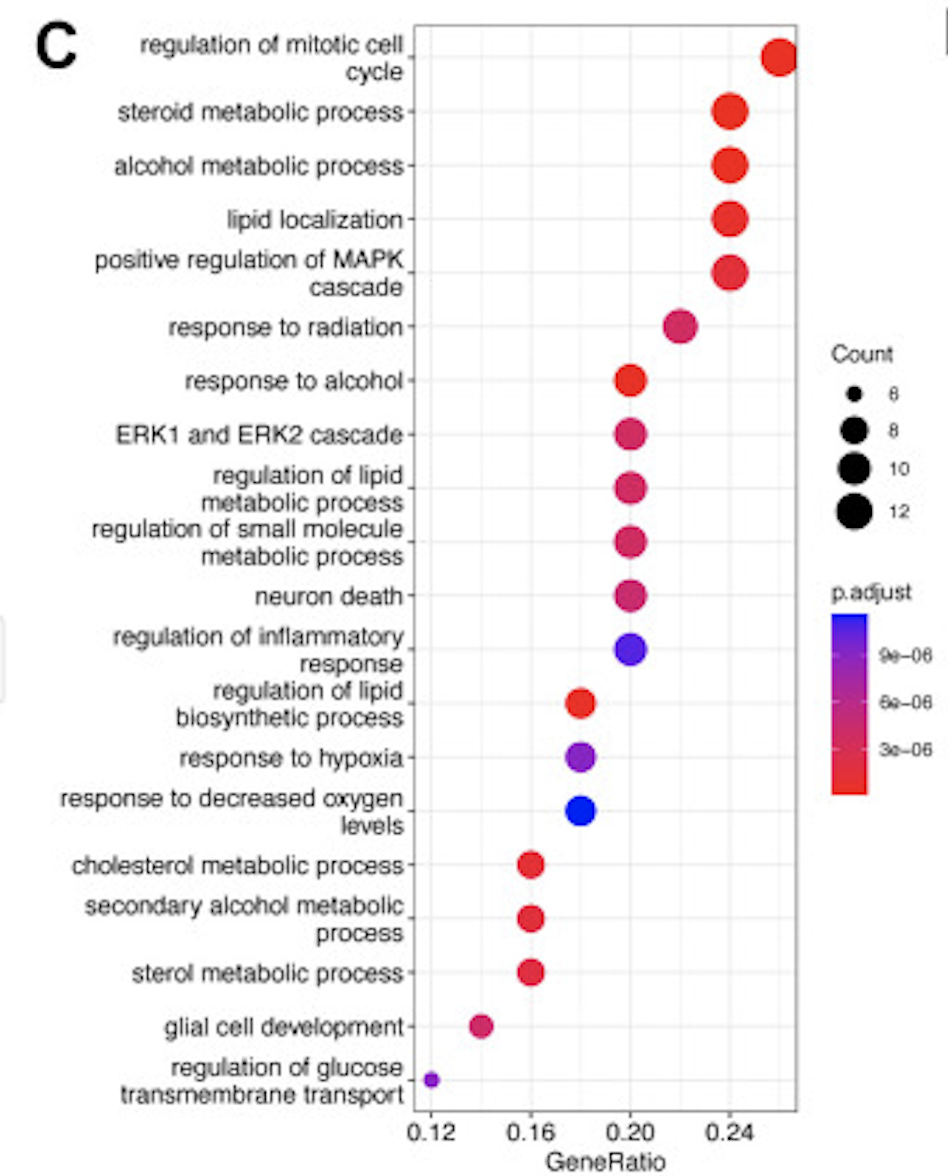 C
regulation of mitotic cell
cycle
steroid metabolic process
alcohol metabolic process
lipid localization
positive regulation of MAPK
cascade
response to radiation
response to alcohol
ERK1 and ERK2 cascade
regulation of lipid
metabolic process
regulation of small molecule
metabolic process
neuron death
regulation of inflammatory
response
regulation of lipid
biosynthetic process
response to hypoxia
response to decreased oxygen
levels
cholesterol metabolic process
secondary alcohol metabolic
process
sterol metabolic process
glial cell development
regulation of glucose
transmembrane transport
0.12 0.16 0.20 0.24
GeneRatio
Count
6
8
10
12
p.adjust
9e-06
6e-06
3e-06